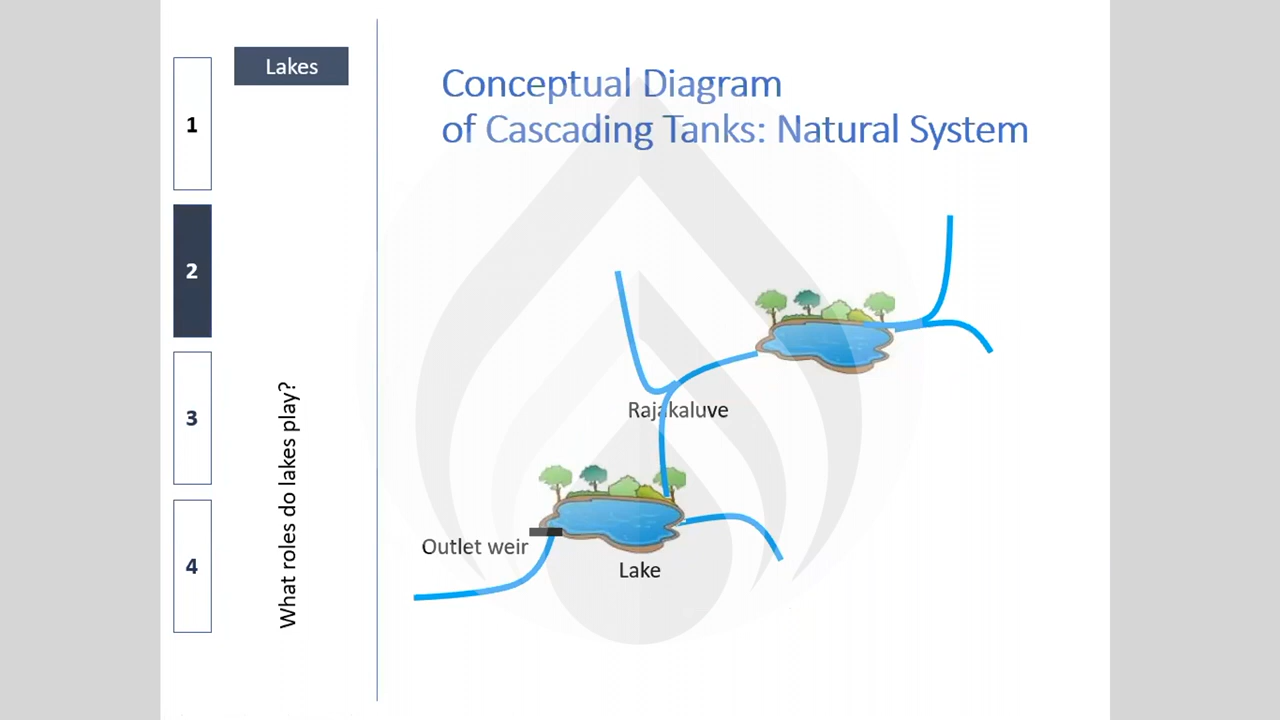 Lakes
1
2
3
4
What roles do lakes play?
Conceptual Diagram
of Cascading Tanks: Natural System
Rajakaluve
Outlet weir
Lake